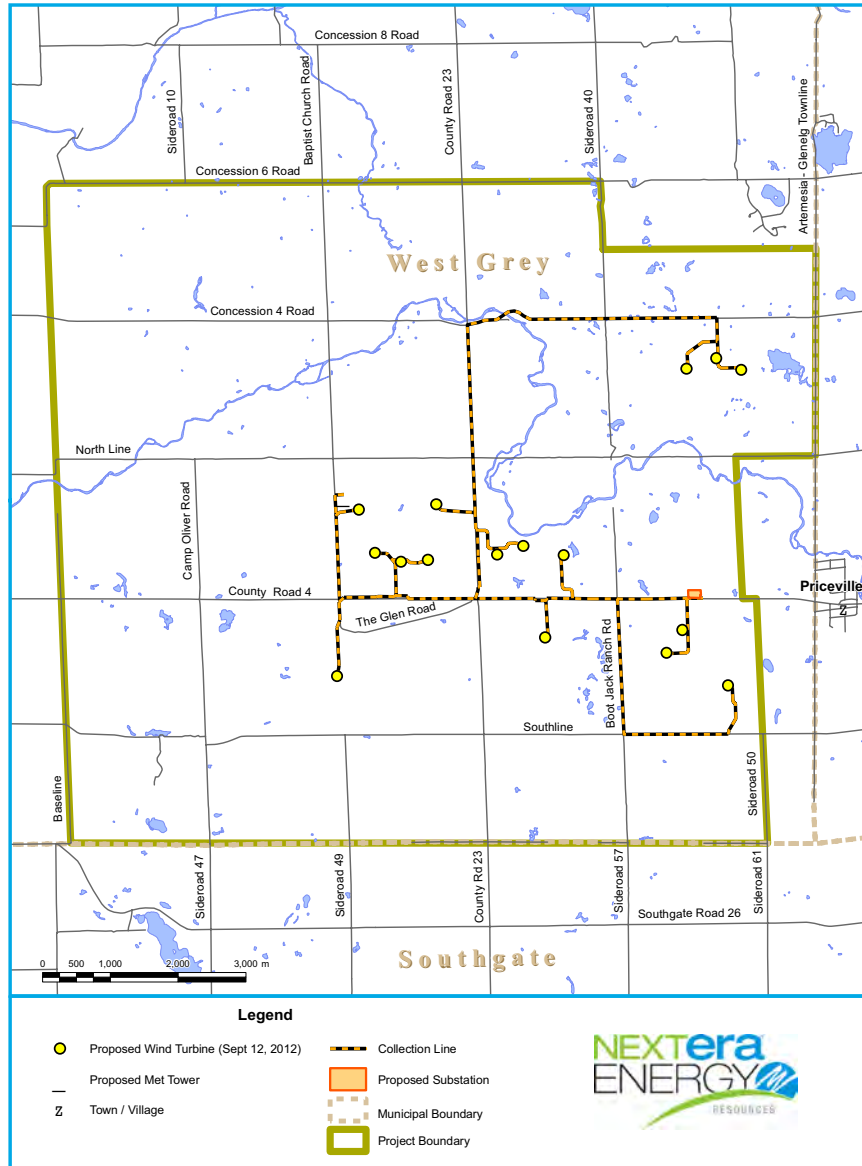 Concession 8 Road
Sideroad 10
Baptist Church Road
County Road 23
Sideroad 40
Artemesia - Glenelg Townline
Concession 6 Road
West Grey
Concession 4 Road
North Line
Camp Oliver Road
County Road 4
The Glen Road
Priceville
Z
Boot Jack Ranch Rd
Southline
Baseline
Sideroad 50
Sideroad 47
Sideroad 49
County Rd 23
Sideroad 57
Sideroad 61
Southgate Road 26
Southgate
0 500 1,000 2,000 3,000 m
Legend
Proposed Wind Turbine (Sept 12, 2012)
Proposed Met Tower
Z Town / Village
Collection Line
Proposed Substation
Municipal Boundary
Project Boundary
NEXTera
ENERGY
RESOURCES